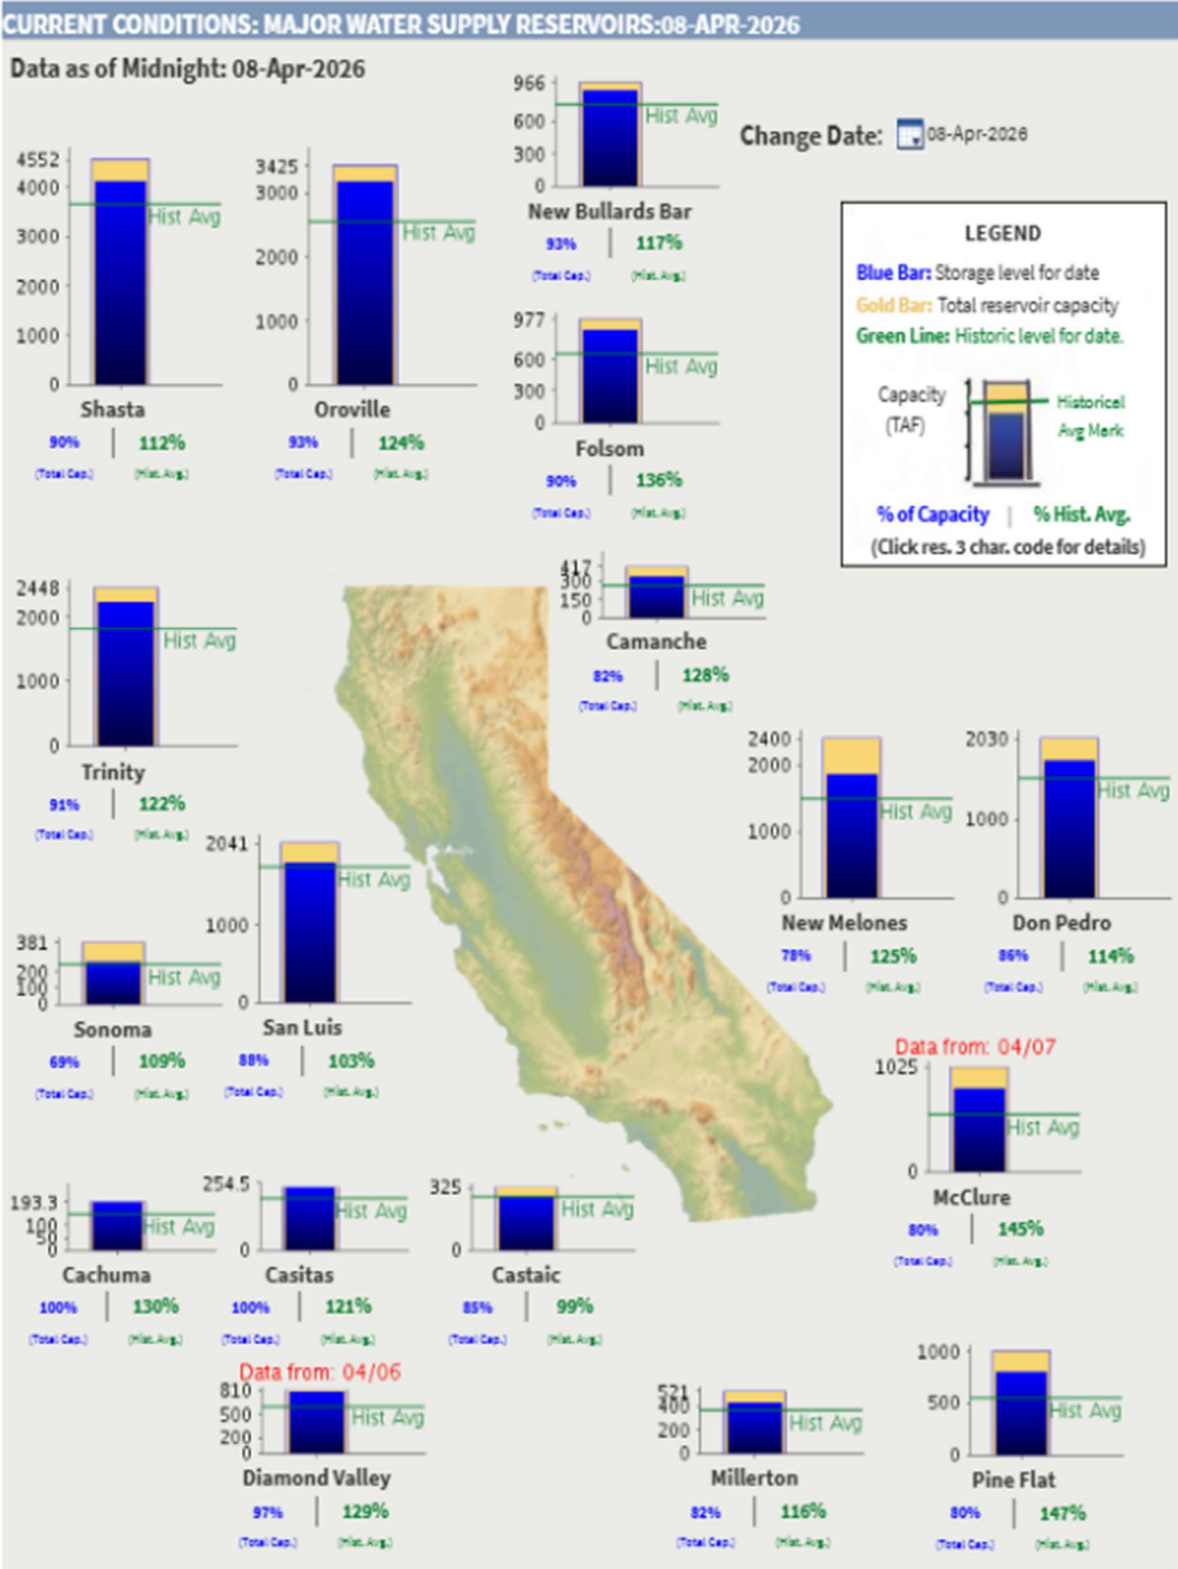 CURRENT CONDITIONS: MAJOR WATER SUPPLY RESERVOIRS:08-APR-2026
Data as of Midnight: 08-Apr-2026
Change Date: 08-Apr-2026
4552
4000
3000
2000
1000
0
Hist Avg
Shasta
90% | 112%
(Total Cap.) (Hist. Avg.)
3425
3000
2000
1000
0
Hist Avg
Oroville
93% | 124%
(Total Cap.) (Hist. Avg.)
966
600
300
0
Hist Avg
New Bullards Bar
93% | 117%
(Total Cap.) (Hist. Avg.)
977
600
300
0
Hist Avg
Folsom
90% | 136%
(Total Cap.) (Hist. Avg.)
LEGEND
Blue Bar: Storage level for date
Gold Bar: Total reservoir capacity
Green Line: Historic level for date.
Capacity
(TAF)
Historical
Avg Mark
% of Capacity | % Hist. Avg.
(Click res. 3 char. code for details)
2448
2000
1000
0
Hist Avg
Trinity
91% | 122%
(Total Cap.) (Hist. Avg.)
417
300
150
0
Hist Avg
Camanche
82% | 128%
(Total Cap.) (Hist. Avg.)
2400
2000
1000
0
Hist Avg
New Melones
78% | 125%
(Total Cap.) (Hist. Avg.)
2030
1000
0
Hist Avg
Don Pedro
86% | 114%
(Total Cap.) (Hist. Avg.)
381
200
100
0
Hist Avg
Sonoma
69% | 109%
(Total Cap.) (Hist. Avg.)
2041
1000
0
Hist Avg
San Luis
88% | 103%
(Total Cap.) (Hist. Avg.)
Data from: 04/07
1025
0
Hist Avg
McClure
80% | 145%
(Total Cap.) (Hist. Avg.)
193.3
100
50
0
Hist Avg
Cachuma
100% | 130%
(Total Cap.) (Hist. Avg.)
254.5
0
Hist Avg
Casitas
100% | 121%
(Total Cap.) (Hist. Avg.)
325
0
Hist Avg
Castaic
85% | 99%
(Total Cap.) (Hist. Avg.)
Data from: 04/06
810
500
200
0
Hist Avg
Diamond Valley
97% | 129%
(Total Cap.) (Hist. Avg.)
521
400
200
0
Hist Avg
Millerton
82% | 116%
(Total Cap.) (Hist. Avg.)
1000
500
0
Hist Avg
Pine Flat
80% | 147%
(Total Cap.) (Hist. Avg.)